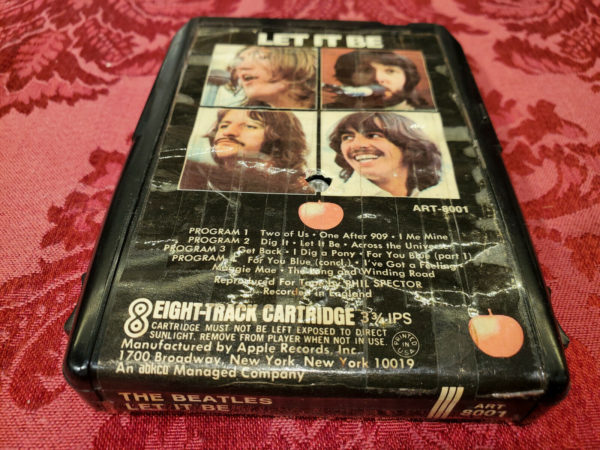 LET IT BE
ART-8001
PROGRAM 1 Two of Us • One After 909 • I Me Mine
PROGRAM 2 Dig It • Let It Be • Across the Universe
PROGRAM 3 Get Back • I Dig a Pony • For You Blue (part 1)
PROGRAM For You Blue (concl.) • I've Got a Feeling
Maggie Mae • The Long and Winding Road
Reproduced For Tape By PHIL SPECTOR
Recorded in England
8 EIGHT-TRACK CARTRIDGE 3¾ IPS
CARTRIDGE MUST NOT BE LEFT EXPOSED TO DIRECT
SUNLIGHT. REMOVE FROM PLAYER WHEN NOT IN USE.
PRINTED IN U.S.A.
Manufactured by Apple Records, Inc.
1700 Broadway, New York, New York 10019
An abkco Managed Company
THE BEATLES
LET IT BE
ART
8001